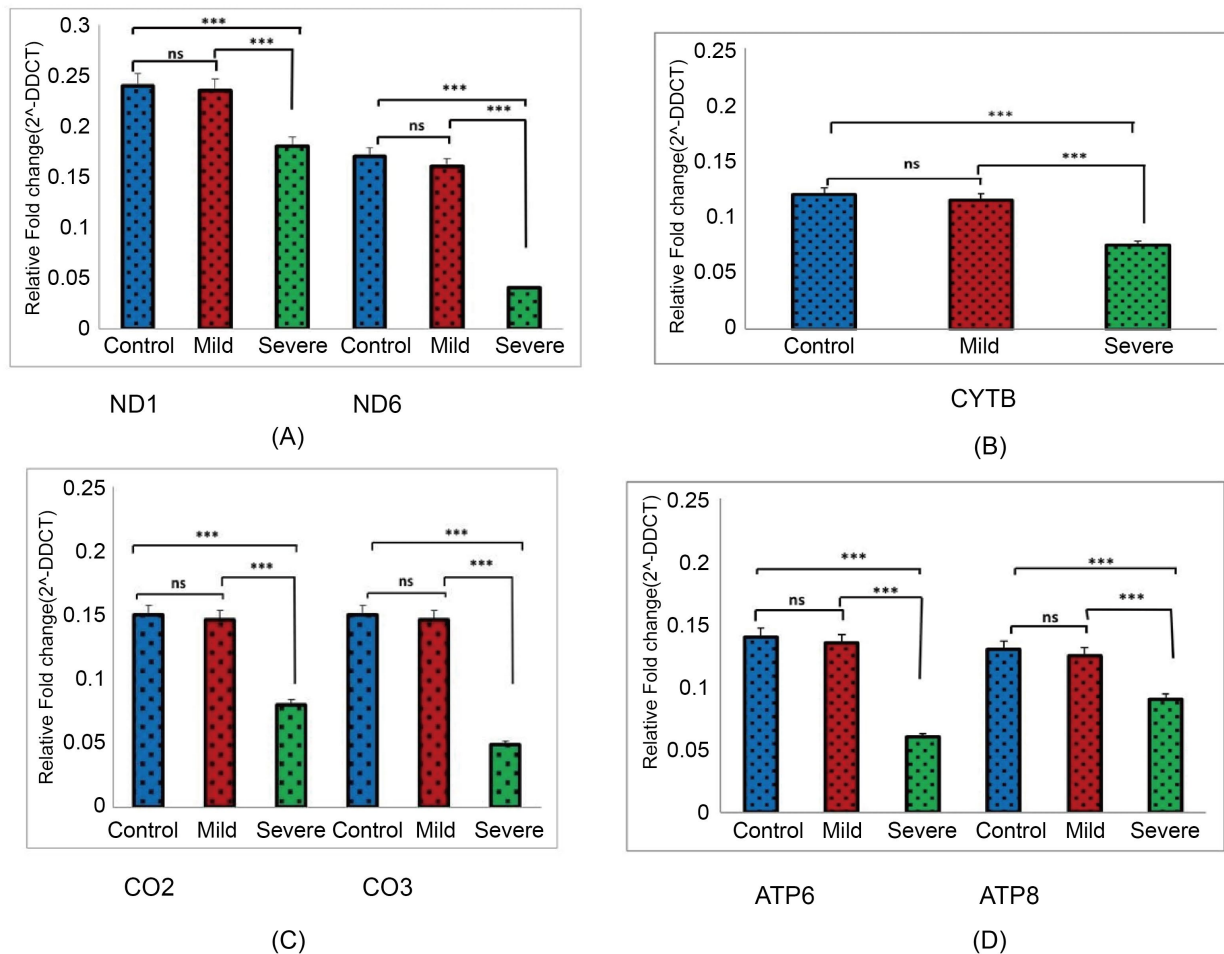 Relative Fold change(2^-DDCT)
0.3
0.25
0.2
0.15
0.1
0.05
0
***
ns
***
***
ns
***
Control Mild Severe Control Mild Severe
ND1 ND6
(A)
Relative Fold change(2^-DDCT)
0.25
0.2
0.15
0.1
0.05
0
***
ns
***
Control Mild Severe
CYTB
(B)
Relative Fold change(2^-DDCT)
0.25
0.2
0.15
0.1
0.05
0
***
ns
***
***
ns
***
Control Mild Severe Control Mild Severe
CO2 CO3
(C)
Relative Fold change(2^-DDCT)
0.25
0.2
0.15
0.1
0.05
0
***
ns
***
***
ns
***
Control Mild Severe Control Mild Severe
ATP6 ATP8
(D)